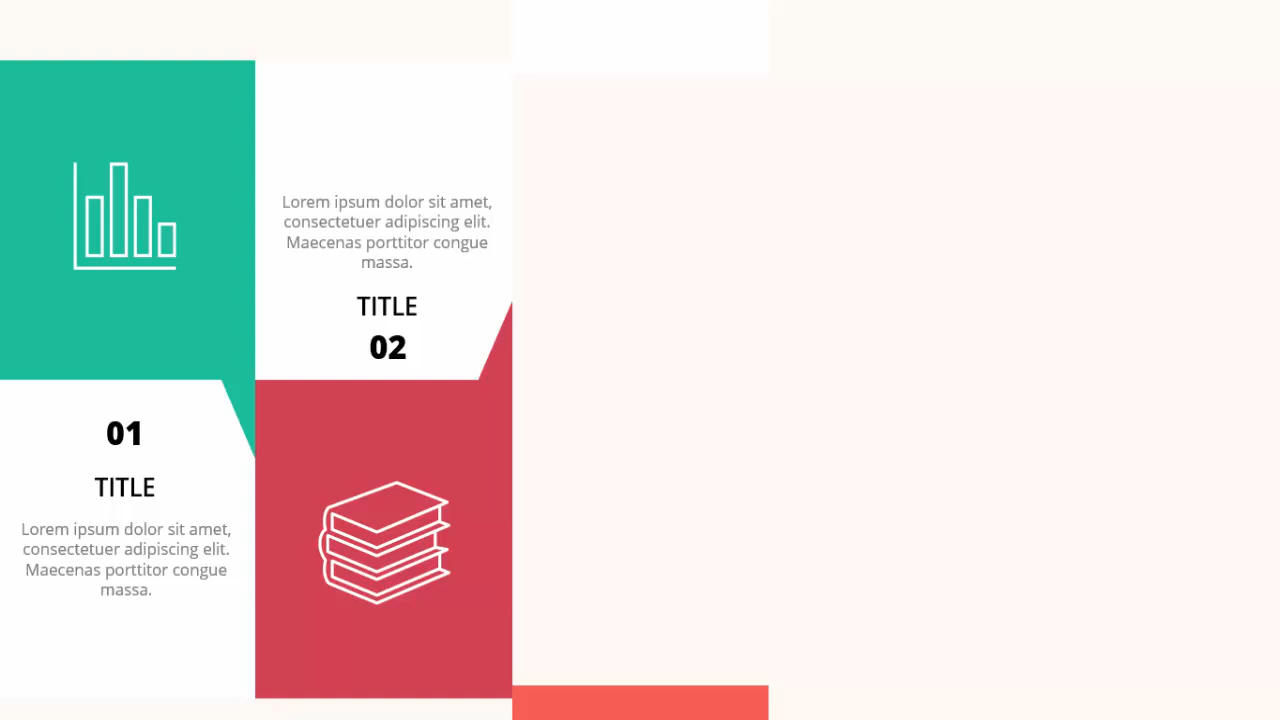 01
TITLE
Lorem ipsum dolor sit amet,
consectetuer adipiscing elit.
Maecenas porttitor congue
massa.
Lorem ipsum dolor sit amet,
consectetuer adipiscing elit.
Maecenas porttitor congue
massa.
TITLE
02